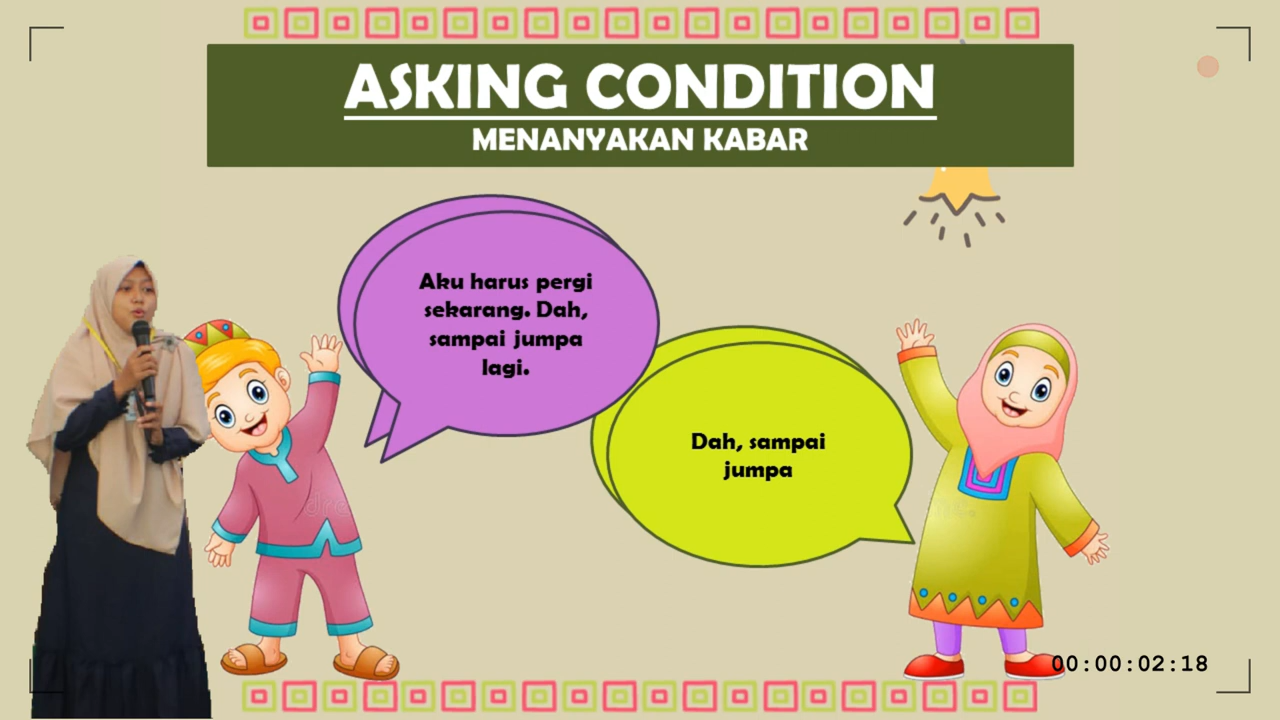 ASKING CONDITION
MENANYAKAN KABAR
Aku harus pergi
sekarang. Dah,
sampai jumpa
lagi.
Dah, sampai
jumpa
00:00:02:18